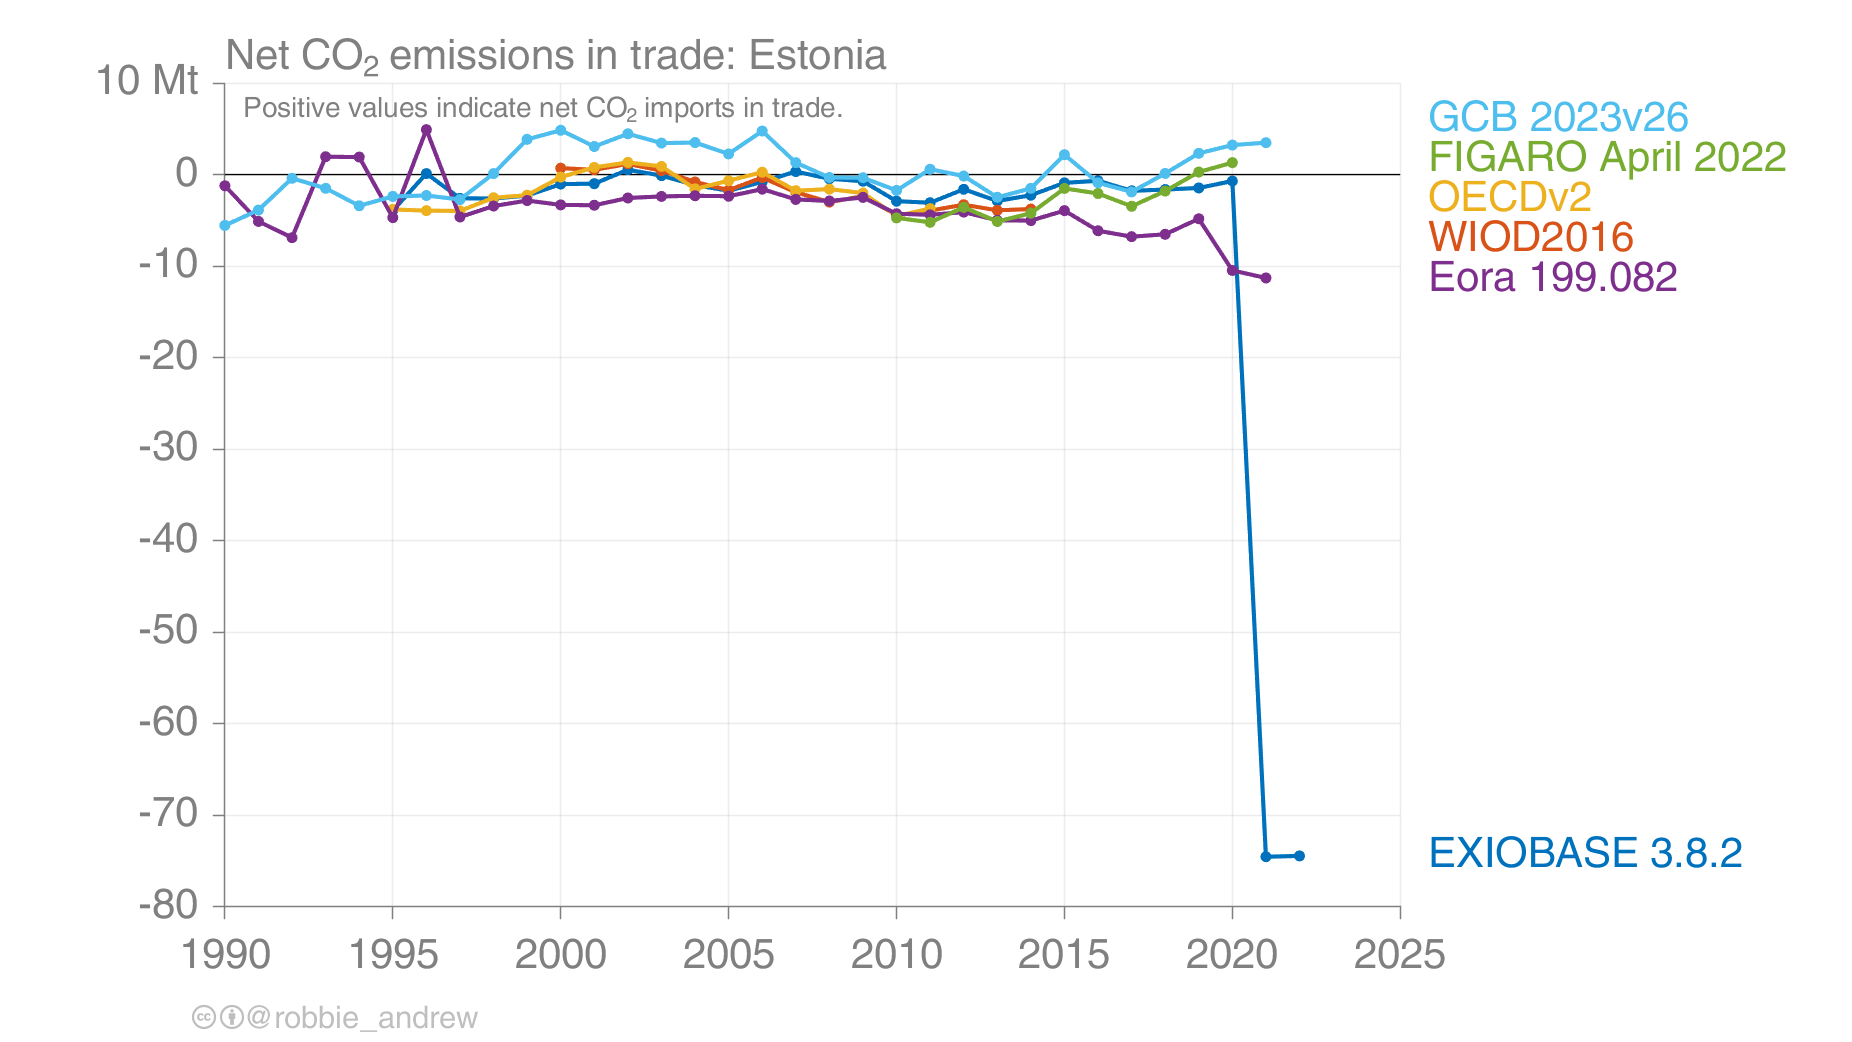 Net CO₂ emissions in trade: Estonia
Positive values indicate net CO₂ imports in trade.
10 Mt
0
-10
-20
-30
-40
-50
-60
-70
-80
1990 1995 2000 2005 2010 2015 2020 2025
GCB 2023v26
FIGARO April 2022
OECDv2
WIOD2016
Eora 199.082
EXIOBASE 3.8.2
cc @robbie_andrew